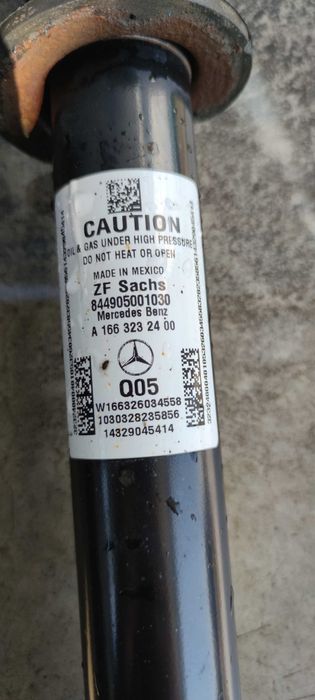 CAUTION
OIL & GAS UNDER HIGH PRESSURE
DO NOT HEAT OR OPEN
MADE IN MEXICO
ZF Sachs
844905001030
Mercedes Benz
A 166 323 24 00
Q05
W166326034558
1030328235856
14329045414